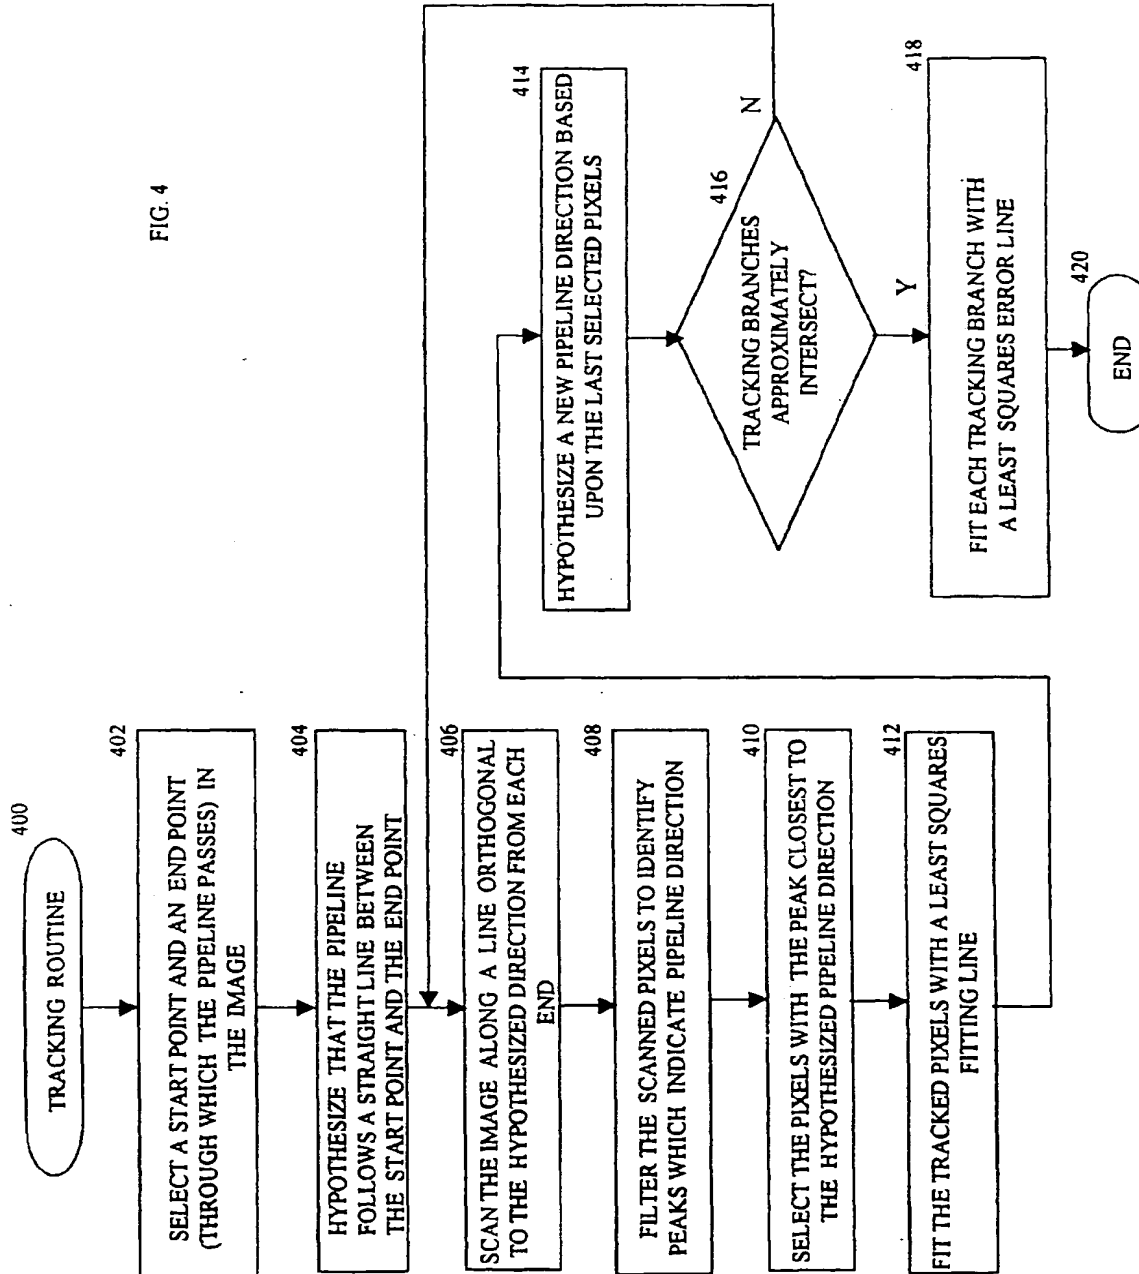 FIG. 4
400
TRACKING ROUTINE
402
SELECT A START POINT AND AN END POINT
(THROUGH WHICH THE PIPELINE PASSES) IN
THE IMAGE
404
HYPOTHESIZE THAT THE PIPELINE
FOLLOWS A STRAIGHT LINE BETWEEN
THE START POINT AND THE END POINT
406
SCAN THE IMAGE ALONG A LINE ORTHOGONAL
TO THE HYPOTHESIZED DIRECTION FROM EACH
END
408
FILTER THE SCANNED PIXELS TO IDENTIFY
PEAKS WHICH INDICATE PIPELINE DIRECTION
410
SELECT THE PIXELS WITH THE PEAK CLOSEST TO
THE HYPOTHESIZED PIPELINE DIRECTION
412
FIT THE TRACKED PIXELS WITH A LEAST SQUARES
FITTING LINE
414
HYPOTHESIZE A NEW PIPELINE DIRECTION BASED
UPON THE LAST SELECTED PIXELS
416
TRACKING BRANCHES
APPROXIMATELY
INTERSECT?
N
Y
418
FIT EACH TRACKING BRANCH WITH
A LEAST SQUARES ERROR LINE
420
END